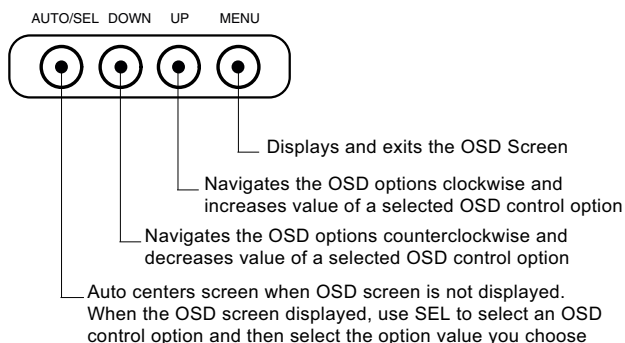 AUTO/SEL DOWN UP MENU
Displays and exits the OSD Screen
Navigates the OSD options clockwise and
increases value of a selected OSD control option
Navigates the OSD options counterclockwise and
decreases value of a selected OSD control option
Auto centers screen when OSD screen is not displayed.
When the OSD screen displayed, use SEL to select an OSD
control option and then select the option value you choose